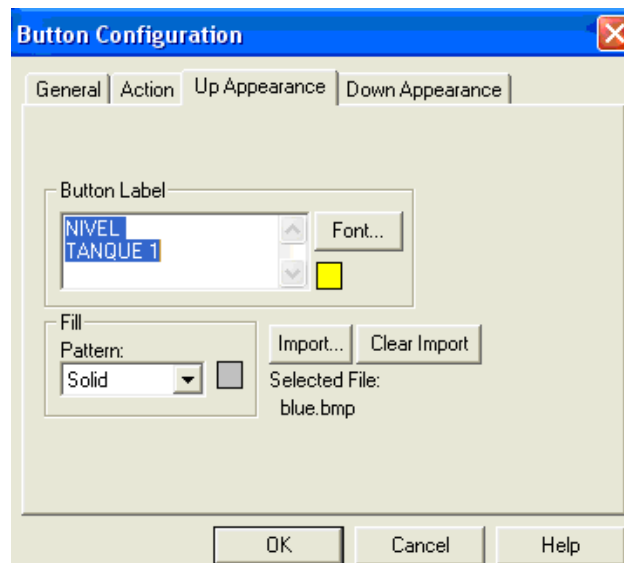 Button Configuration
General Action Up Appearance Down Appearance
Button Label
NIVEL
TANQUE 1
Font...
Fill
Pattern:
Solid
Import... Clear Import
Selected File:
blue.bmp
OK Cancel Help